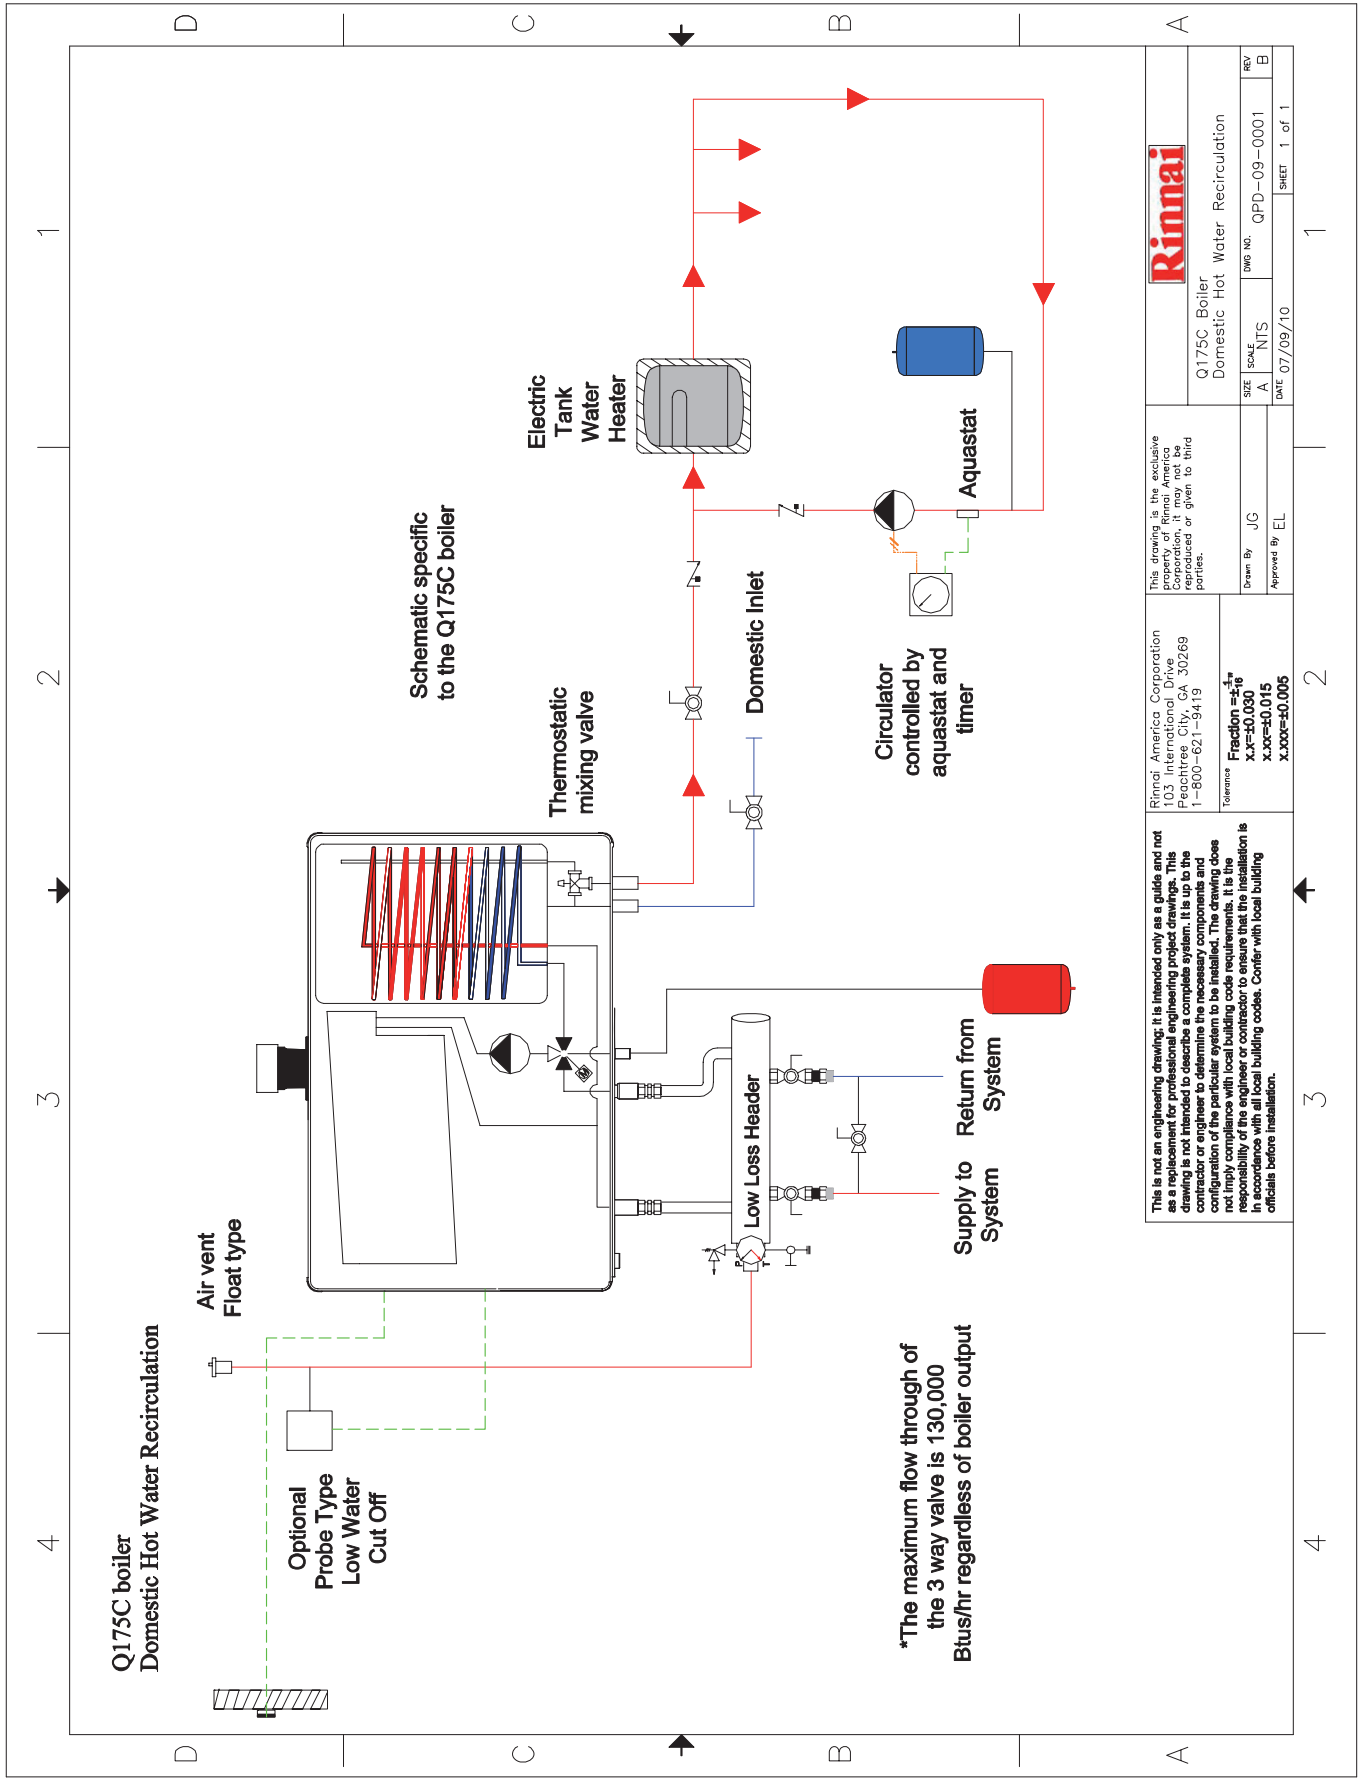 Q175C boiler
Domestic Hot Water Recirculation
Air vent
Float type
Optional
Probe Type
Low Water
Cut Off
Schematic specific
to the Q175C boiler
Thermostatic
mixing valve
Electric
Tank
Water
Heater
Domestic Inlet
Aquastat
Circulator
controlled by
aquastat and
timer
Low Loss Header
P
T
M
Supply to
System
Return from
System
*The maximum flow through of
the 3 way valve is 130,000
Btus/hr regardless of boiler output
This is not an engineering drawing; it is intended only as a guide and not
as a replacement for professional engineering project drawings. This
drawing is not intended to describe a complete system. It is up to the
contractor or engineer to determine the necessary components and
configuration of the particular system to be installed. The drawing does
not imply compliance with local building code requirements. It is the
responsibility of the engineer or contractor to ensure that the installation is
in accordance with all local building codes. Confer with local building
officials before installation.
Rinnai America Corporation
103 International Drive
Peachtree City, GA 30269
1-800-621-9419
Tolerance
Fraction =±1/16"
X.X=±0.030
X.XX=±0.015
X.XXX=±0.005
This drawing is the exclusive
property of Rinnai America
Corporation, it may not be
reproduced or given to third
parties.
Drawn By JG
Approved By EL
Rinnai
Q175C Boiler
Domestic Hot Water Recirculation
SIZE A
SCALE NTS
DWG NO. QPD-09-0001
REV B
DATE 07/09/10
SHEET 1 of 1
4
3
2
1
D
C
B
A
4
3
2
1
D
C
B
A